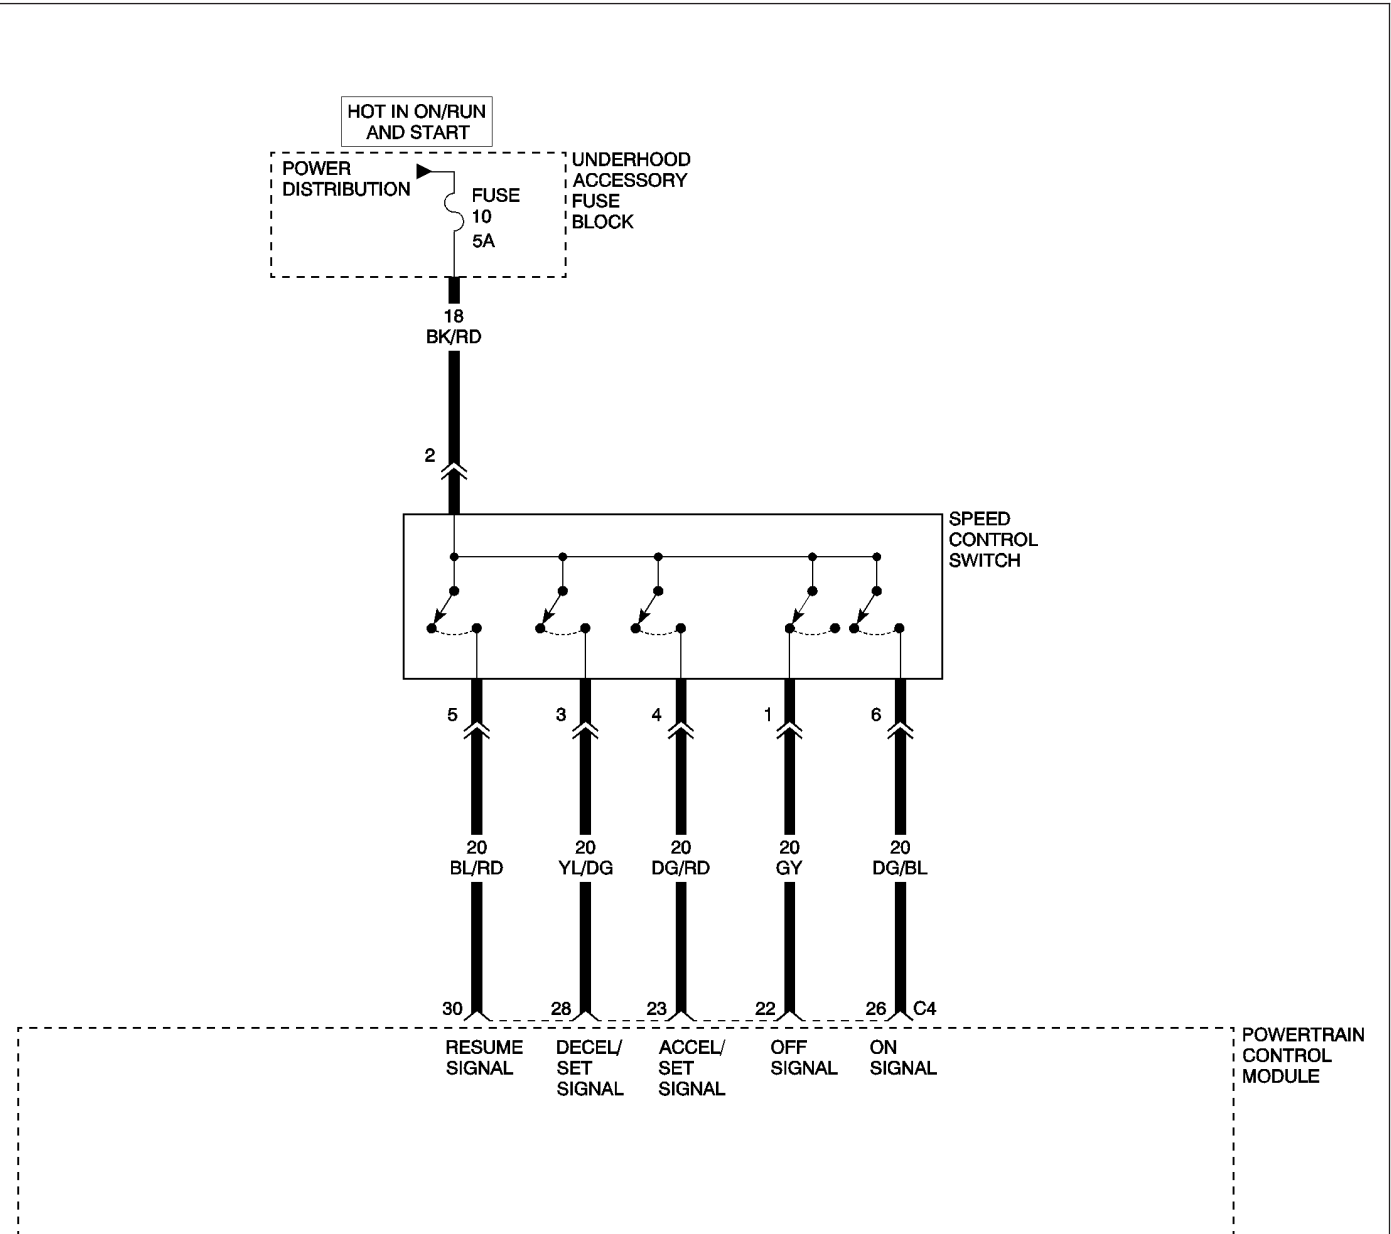 HOT IN ON/RUN
AND START
POWER
DISTRIBUTION
FUSE
10
5A
UNDERHOOD
ACCESSORY
FUSE
BLOCK
18
BK/RD
2
SPEED
CONTROL
SWITCH
5 3 4 1 6
20 20 20 20 20
BL/RD YL/DG DG/RD GY DG/BL
30 28 23 22 26 C4
RESUME
SIGNAL
DECEL/
SET
SIGNAL
ACCEL/
SET
SIGNAL
OFF
SIGNAL
ON
SIGNAL
POWERTRAIN
CONTROL
MODULE